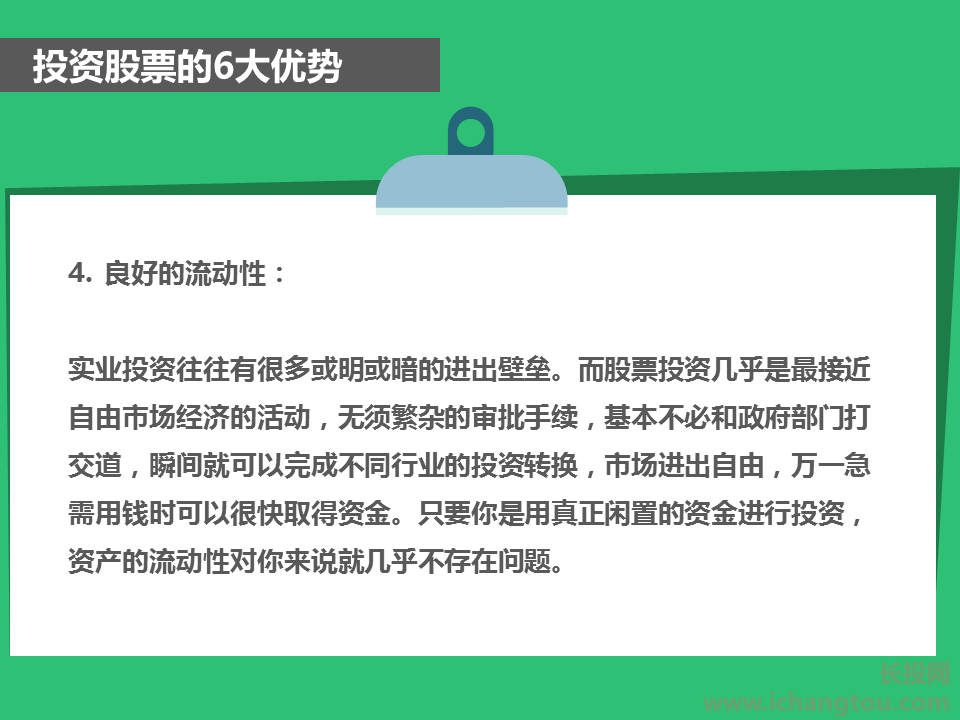 投资股票的6大优势
4. 良好的流动性：
实业投资往往有很多或明或暗的进出壁垒。而股票投资几乎是最接近
自由市场经济的活动，无须繁杂的审批手续，基本不必和政府部门打
交道，瞬间就可以完成不同行业的投资转换，市场进出自由，万一急
需用钱时可以很快取得资金。只要你是用真正闲置的资金进行投资，
资产的流动性对你来说就几乎不存在问题。
长投网
www.ichangtou.com